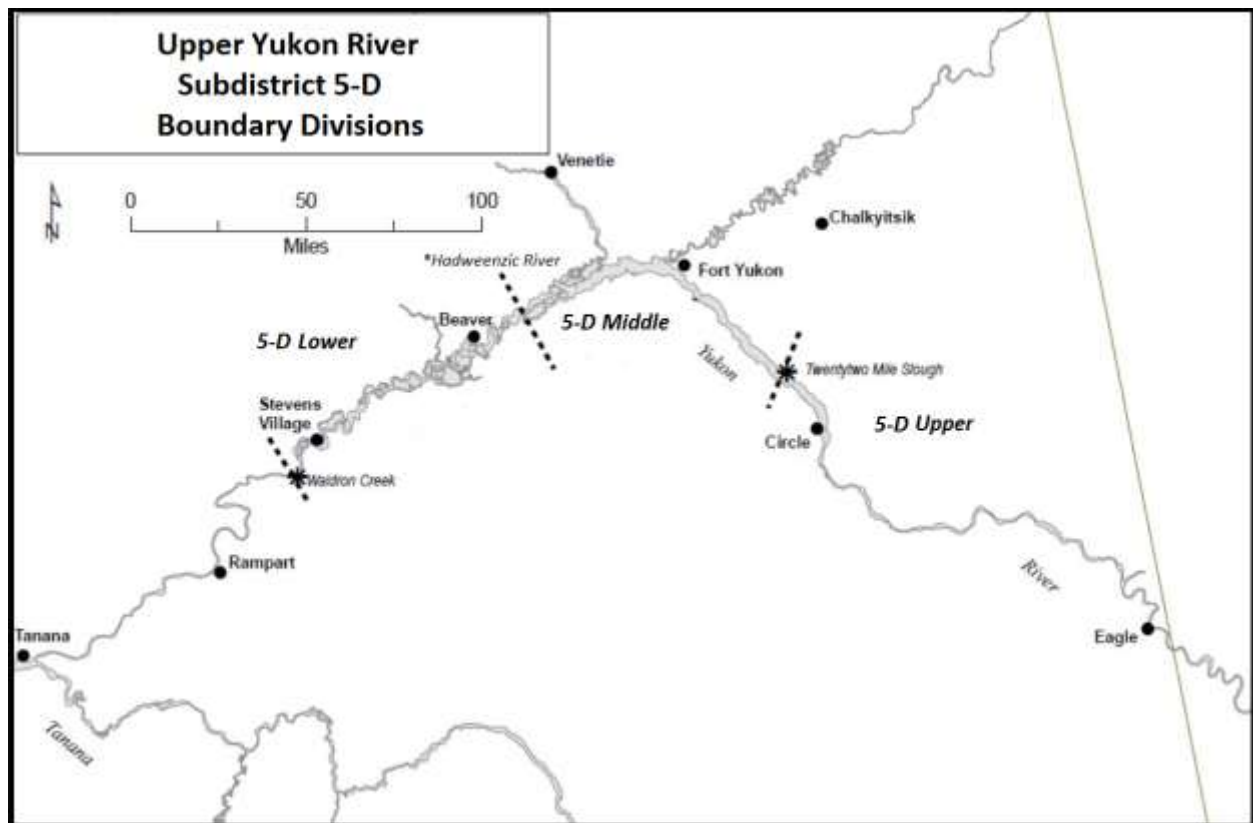 Upper Yukon River
Subdistrict 5-D
Boundary Divisions
Venetie
0 50 100
Miles
N
Chalkyitsik
*Hadweenzic River
Fort Yukon
Beaver
5-D Middle
5-D Lower
Yukon
Twentytwo Mile Slough
Stevens
Village
5-D Upper
Circle
Waldron Creek
Rampart
River
Tanana
Eagle
Tanana